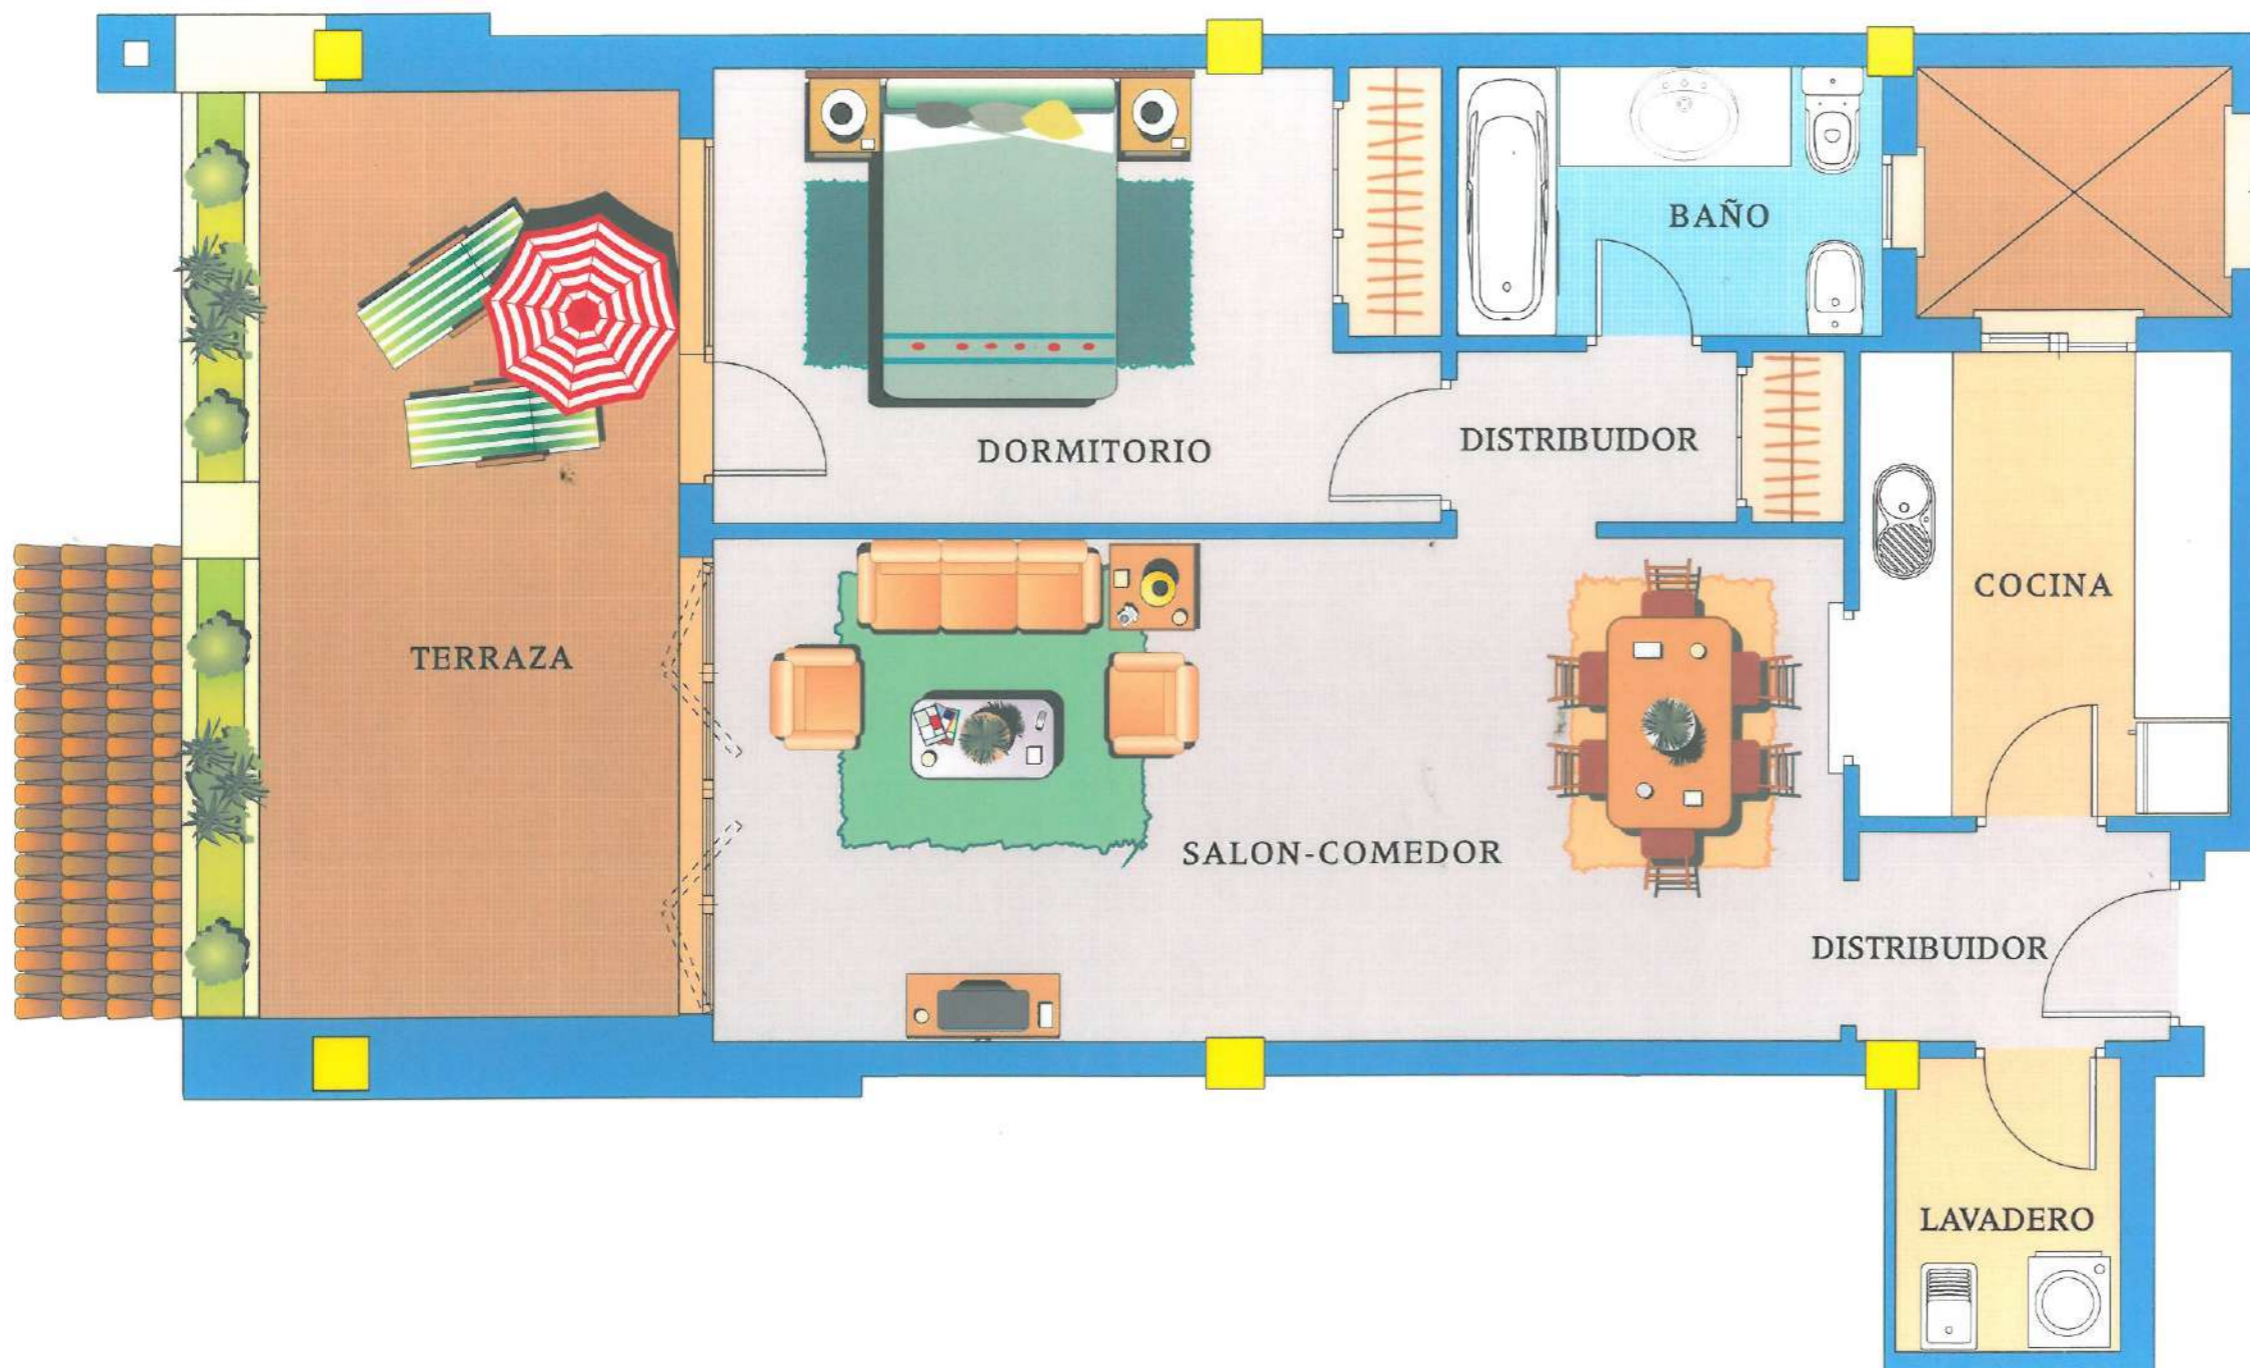 BAÑO
DORMITORIO
DISTRIBUIDOR
COCINA
TERRAZA
SALON-COMEDOR
DISTRIBUIDOR
LAVADERO